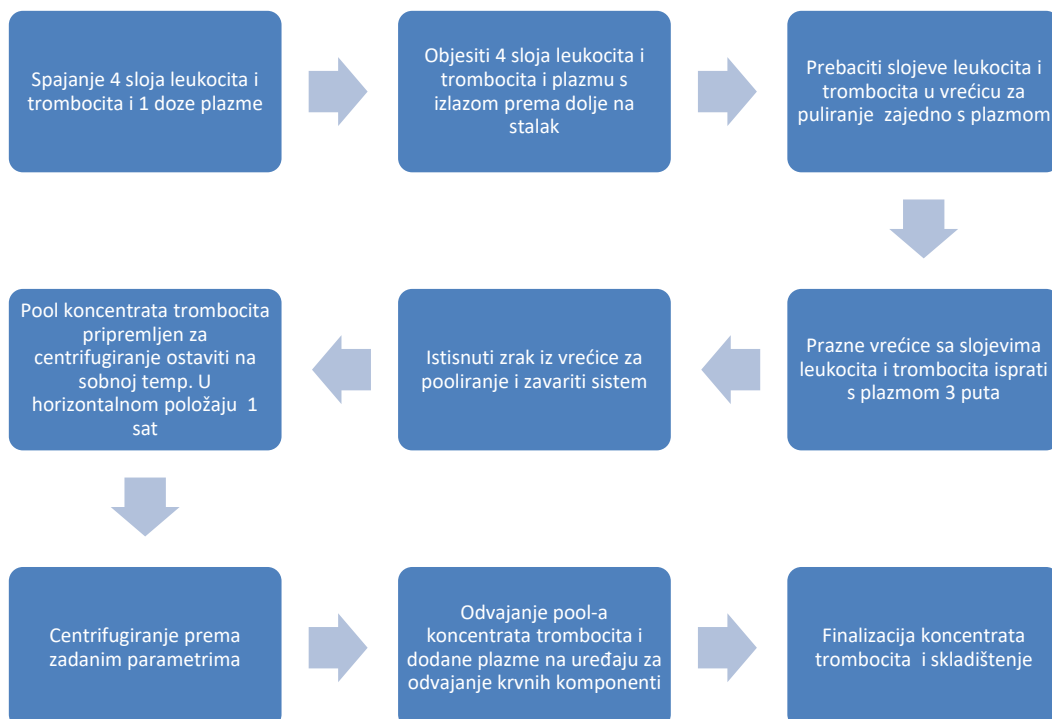 Spajanje 4 sloja leukocita i
trombocita i 1 doze plazme
Objesiti 4 sloja leukocita i
trombocita i plazmu s
izlazom prema dolje na
stalak
Prebaciti slojeve leukocita i
trombocita u vrećicu za
puliranje zajedno s plazmom
Prazne vrećice sa slojevima
leukocita i trombocita isprati
s plazmom 3 puta
Istisnuti zrak iz vrećice za
pooliranje i zavariti sistem
Pool koncentrata trombocita
pripremljen za
centrifugiranje ostaviti na
sobnoj temp. U
horizontalnom položaju 1
sat
Centrifugiranje prema
zadanim parametrima
Odvajanje pool-a
koncentrata trombocita i
dodane plazme na uređaju za
odvajanje krvnih komponenti
Finalizacija koncentrata
trombocita i skladištenje